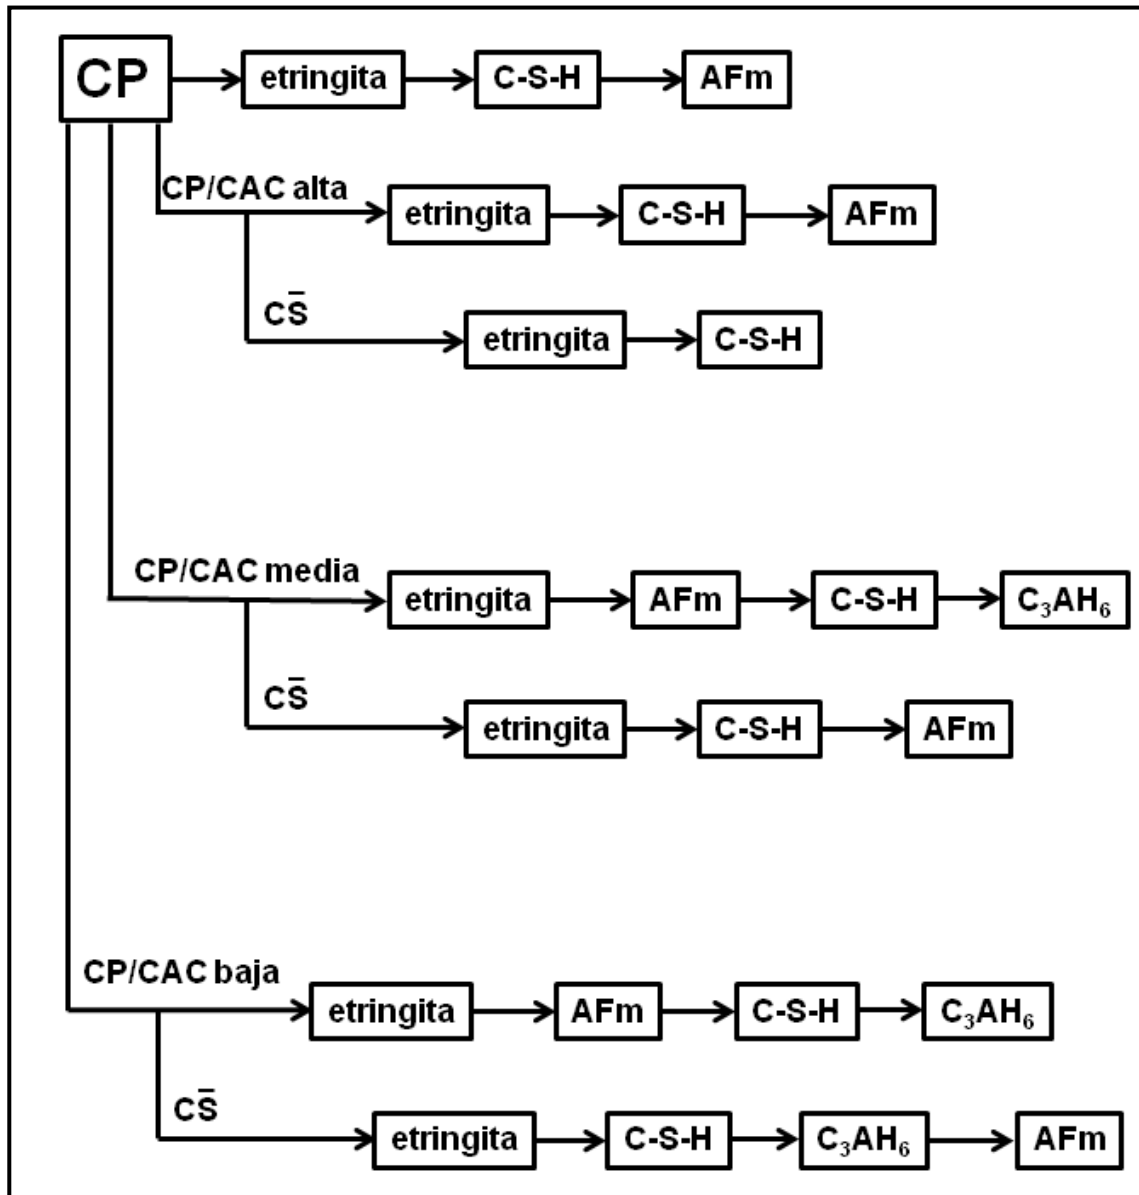 CP etringita C-S-H AFm
CP/CAC alta etringita C-S-H AFm
CS̄ etringita C-S-H
CP/CAC media etringita AFm C-S-H C₃AH₆
CS̄ etringita C-S-H AFm
CP/CAC baja etringita AFm C-S-H C₃AH₆
CS̄ etringita C-S-H C₃AH₆ AFm